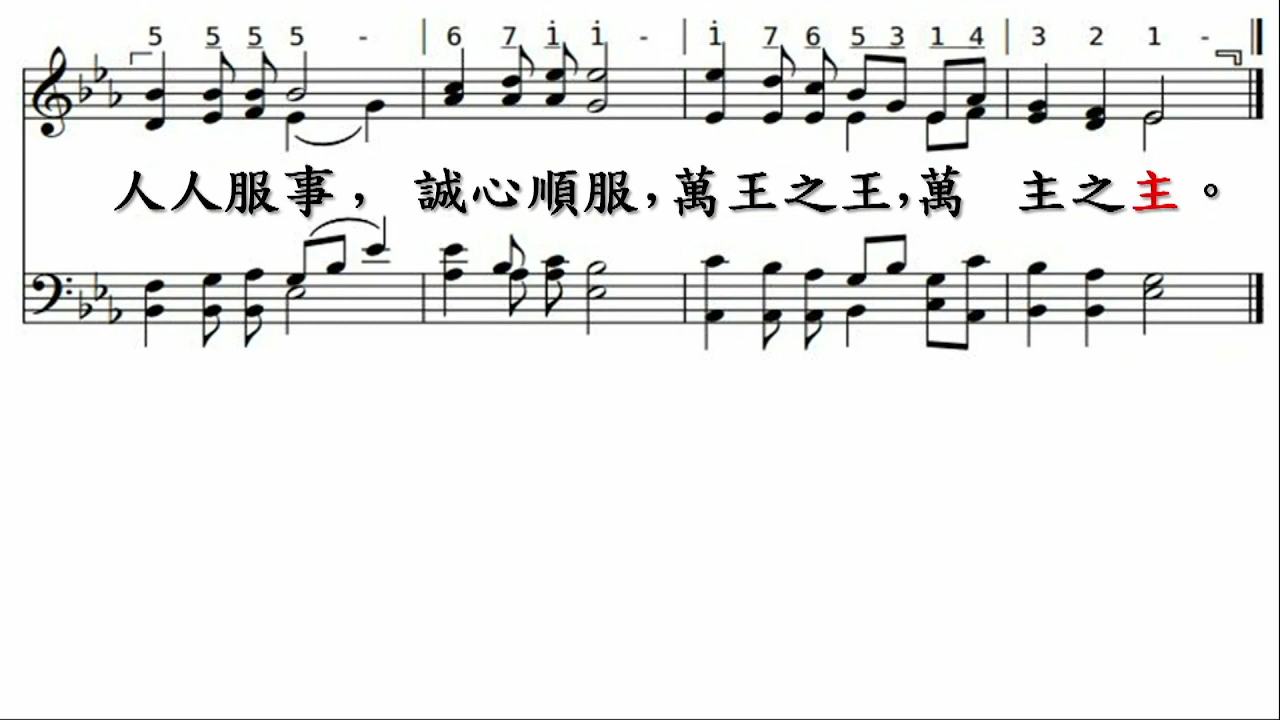 5 5 5 5 - | 6 7 i i - | i 7 6 5 3 1 4 | 3 2 1 -
人人服事， 誠心順服，萬王之王，萬 主之主。